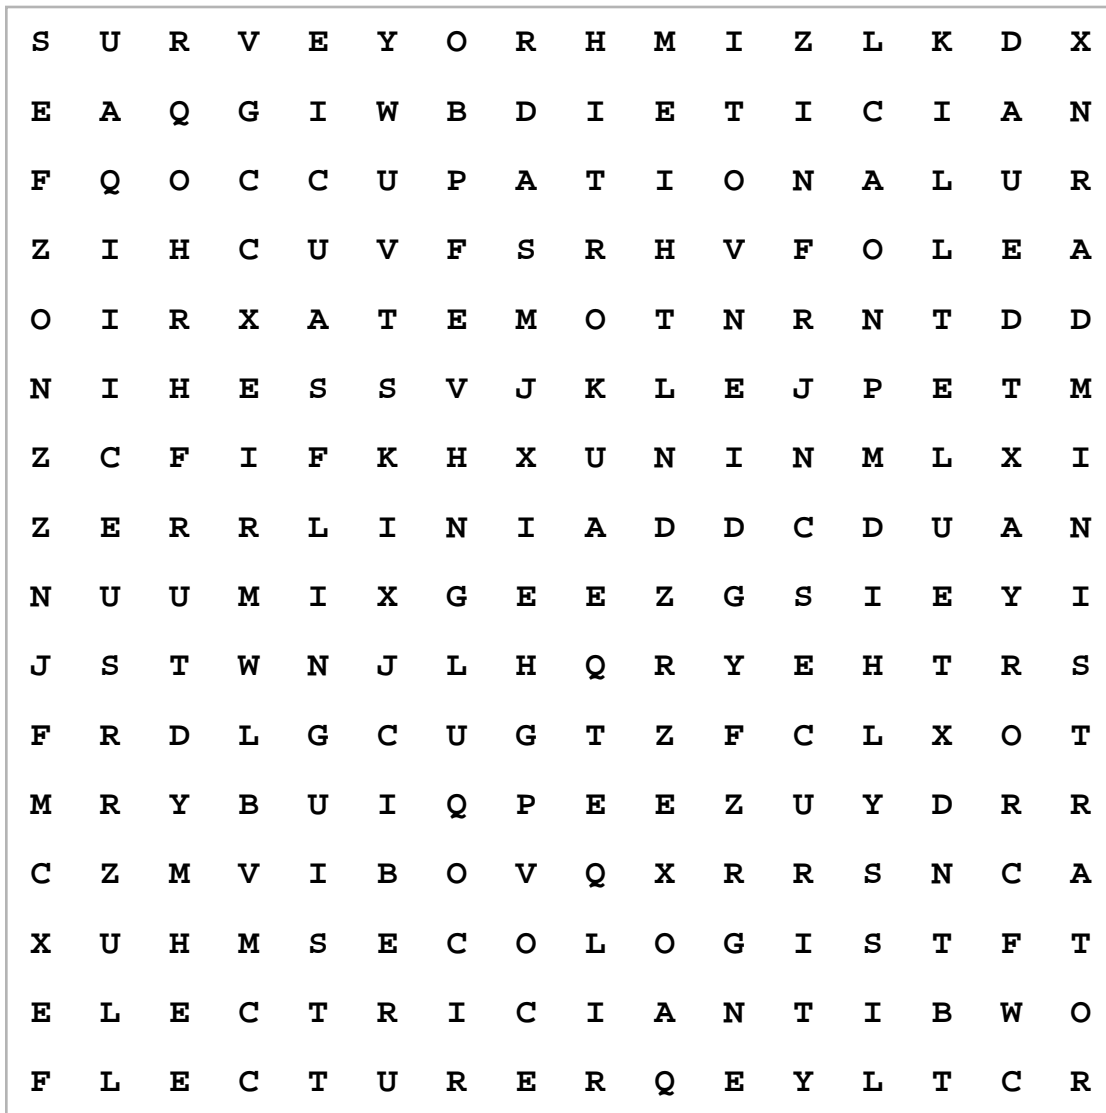 S U R V E Y O R H M I Z L K D X
E A Q G I W B D I E T I C I A N
F Q O C C U P A T I O N A L U R
Z I H C U V F S R H V F O L E A
O I R X A T E M O T N R N T D D
N I H E S S V J K L E J P E T M
Z C F I F K H X U N I N M L X I
Z E R R L I N I A D D C D U A N
N U U M I X G E E Z G S I E Y I
J S T W N J L H Q R Y E H T R S
F R D L G C U G T Z F C L X O T
M R Y B U I Q P E E Z U Y D R R
C Z M V I B O V Q X R R S N C A
X U H M S E C O L O G I S T F T
E L E C T R I C I A N T I B W O
F L E C T U R E R Q E Y L T C R